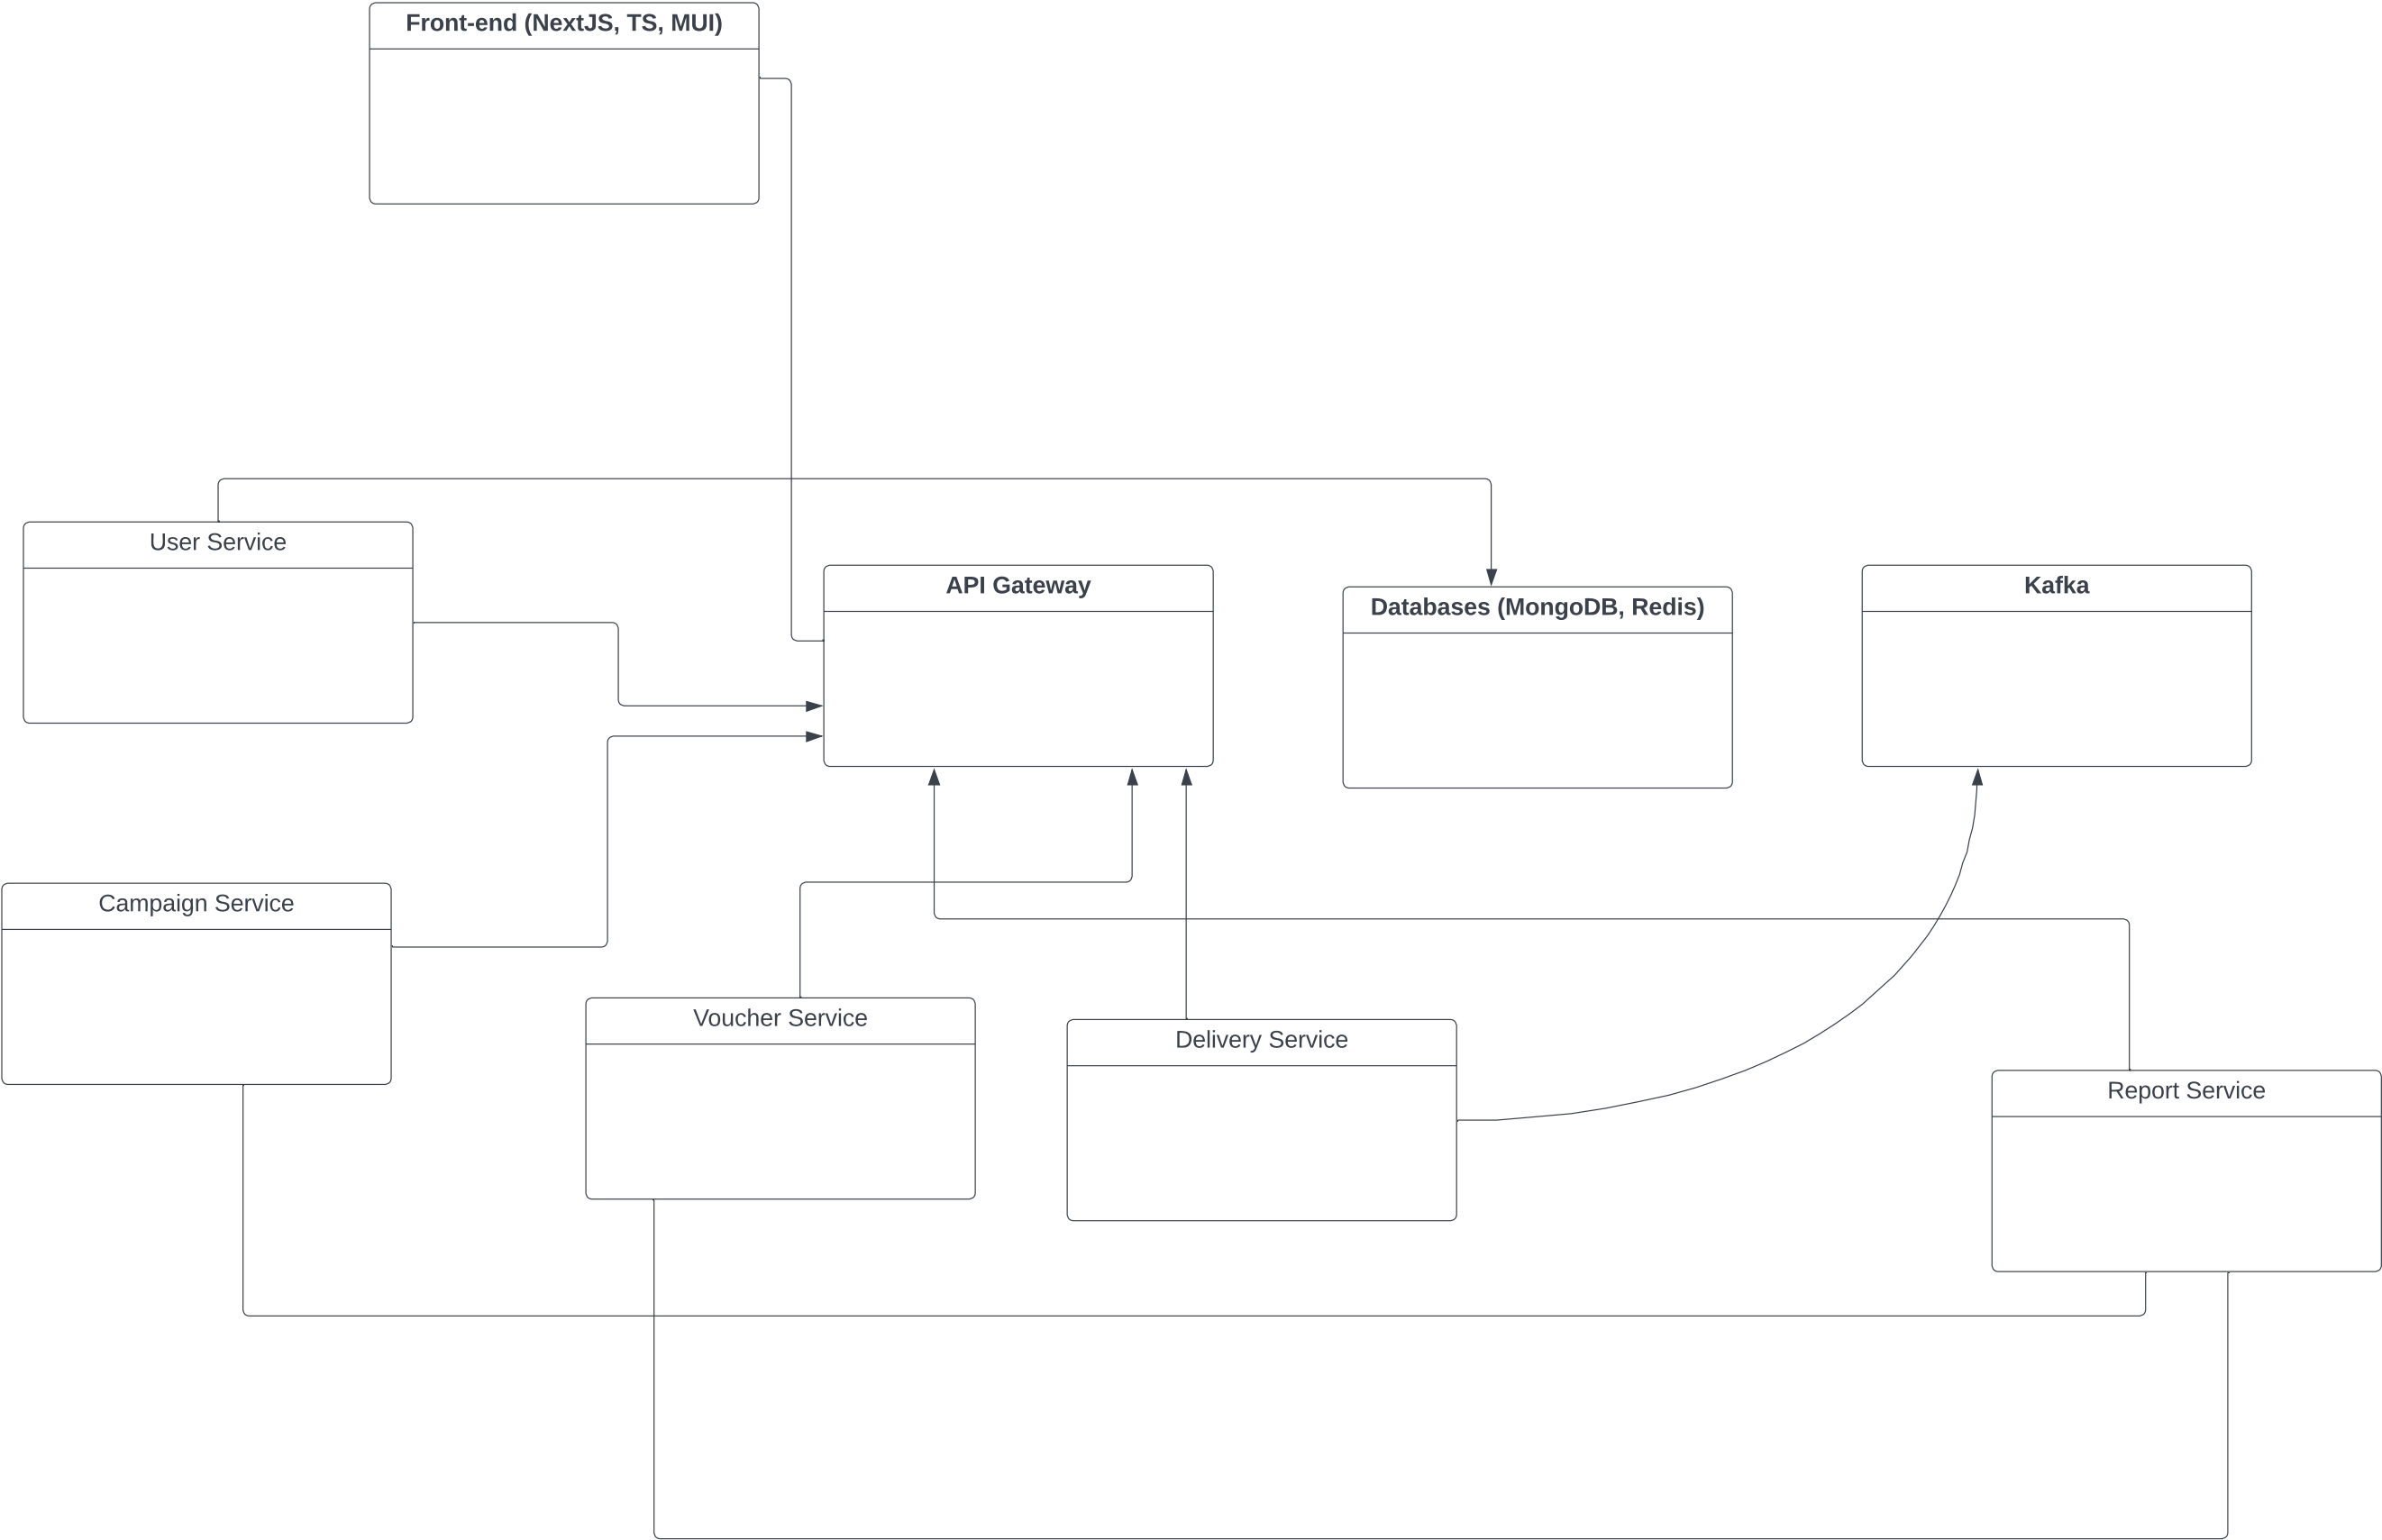 Front-end (NextJS, TS, MUI)
User Service
API Gateway
Databases (MongoDB, Redis)
Kafka
Campaign Service
Voucher Service
Delivery Service
Report Service